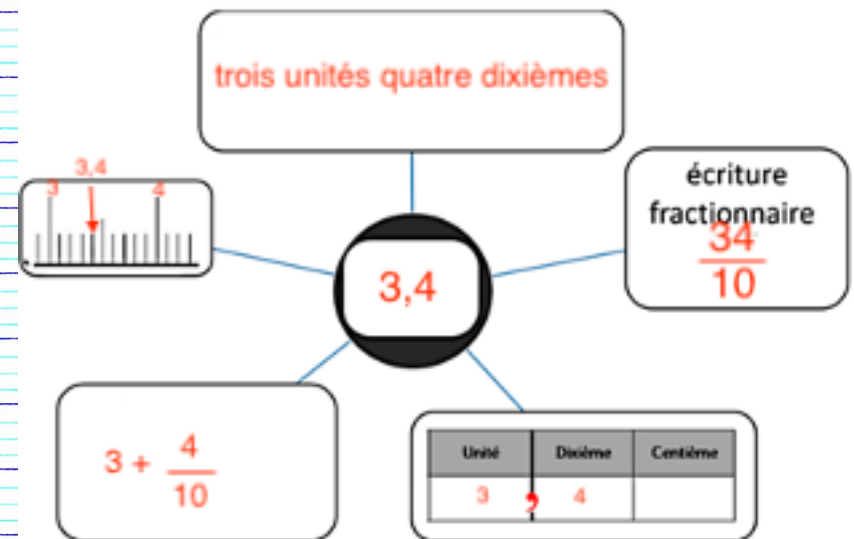 trois unités quatre dixièmes
3,4
3 4
écriture
fractionnaire
34
10
3,4
3 + 4
10
Unité Dixième Centième
3 , 4